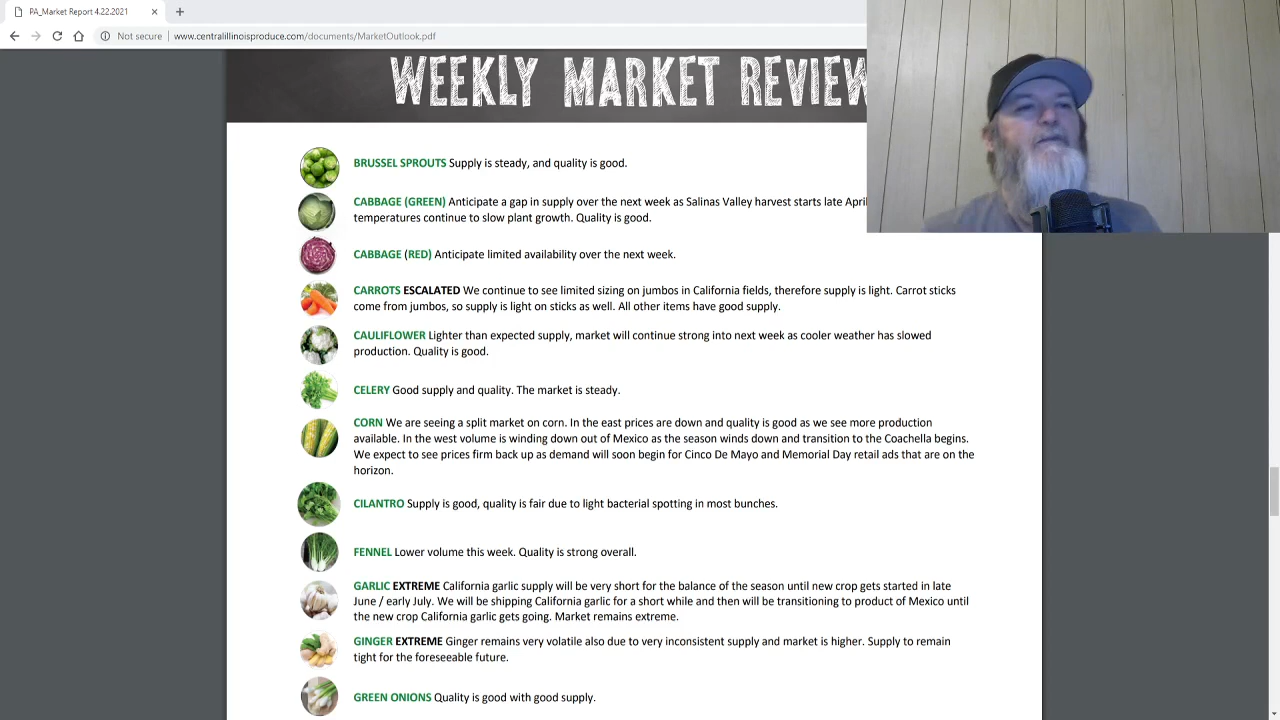 PA_Market Report 4.22.2021
Not secure | www.centralillinoisproduce.com/documents/MarketOutlook.pdf
WEEKLY MARKET REVIEW
BRUSSEL SPROUTS Supply is steady, and quality is good.
CABBAGE (GREEN) Anticipate a gap in supply over the next week as Salinas Valley harvest starts late April
temperatures continue to slow plant growth. Quality is good.
CABBAGE (RED) Anticipate limited availability over the next week.
CARROTS ESCALATED We continue to see limited sizing on jumbos in California fields, therefore supply is light. Carrot sticks
come from jumbos, so supply is light on sticks as well. All other items have good supply.
CAULIFLOWER Lighter than expected supply, market will continue strong into next week as cooler weather has slowed
production. Quality is good.
CELERY Good supply and quality. The market is steady.
CORN We are seeing a split market on corn. In the east prices are down and quality is good as we see more production
available. In the west volume is winding down out of Mexico as the season winds down and transition to the Coachella begins.
We expect to see prices firm back up as demand will soon begin for Cinco De Mayo and Memorial Day retail ads that are on the
horizon.
CILANTRO Supply is good, quality is fair due to light bacterial spotting in most bunches.
FENNEL Lower volume this week. Quality is strong overall.
GARLIC EXTREME California garlic supply will be very short for the balance of the season until new crop gets started in late
June / early July. We will be shipping California garlic for a short while and then will be transitioning to product of Mexico until
the new crop California garlic gets going. Market remains extreme.
GINGER EXTREME Ginger remains very volatile also due to very inconsistent supply and market is higher. Supply to remain
tight for the foreseeable future.
GREEN ONIONS Quality is good with good supply.